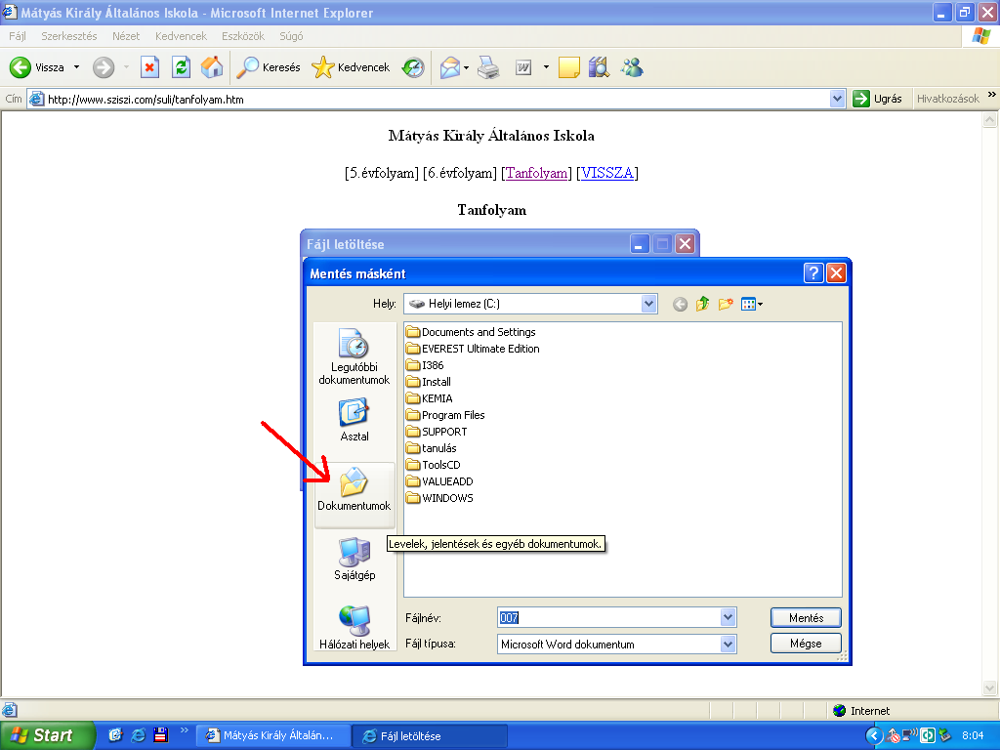 Mátyás Király Általános Iskola - Microsoft Internet Explorer
Fájl Szerkesztés Nézet Kedvencek Eszközök Súgó
Vissza Keresés Kedvencek W
Cím http://www.sziszi.com/suli/tanfolyam.htm Ugrás Hivatkozások »
Mátyás Király Általános Iskola
[5.évfolyam] [6.évfolyam] [Tanfolyam] [VISSZA]
Tanfolyam
Fájl letöltése
Mentés másként
Hely: Helyi lemez (C:)
Legutóbbi
dokumentumok
Asztal
Dokumentumok
Sajátgép
Hálózati helyek
Documents and Settings
EVEREST Ultimate Edition
I386
Install
KEMIA
Program Files
SUPPORT
tanulás
ToolsCD
VALUEADD
WINDOWS
Levelek, jelentések és egyéb dokumentumok.
Fájlnév: 007 Mentés
Fájl típusa: Microsoft Word dokumentum Mégse
Internet
Start » Mátyás Király Általán... Fájl letöltése 8:04